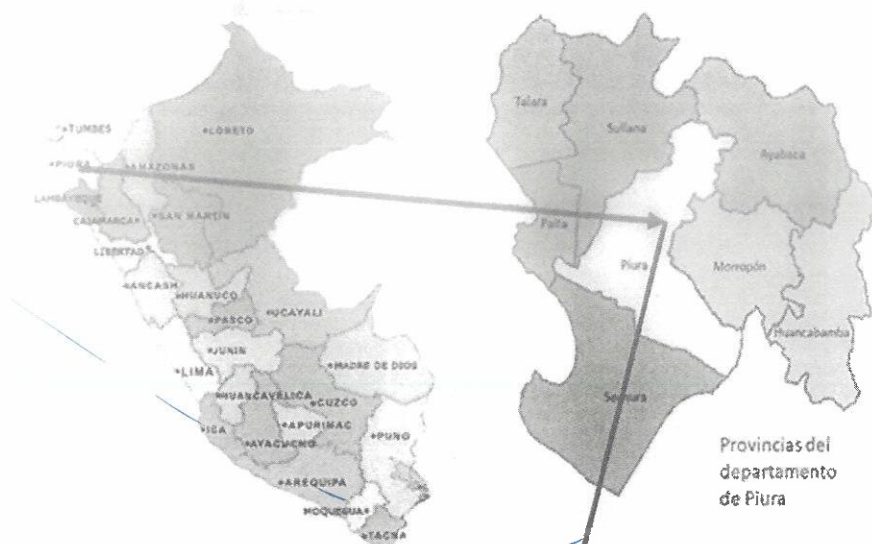 TUMBES
LORETO
PIURA
AMAZONAS
LAMBAYEQUE
CAJAMARCA
SAN MARTÍN
LIBERTAD
ANCASH
HUANUCO
UCAYALI
PASCO
JUNIN
LIMA
MADRE DE DIOS
HUANCAVELICA
CUZCO
ICA
APURIMAC
AYACUCHO
PUNO
AREQUIPA
MOQUEGUA
TACNA
Talara
Sullana
Ayabaca
Paita
Piura
Morropón
Huancabamba
Sechura
Provincias del
departamento
de Piura